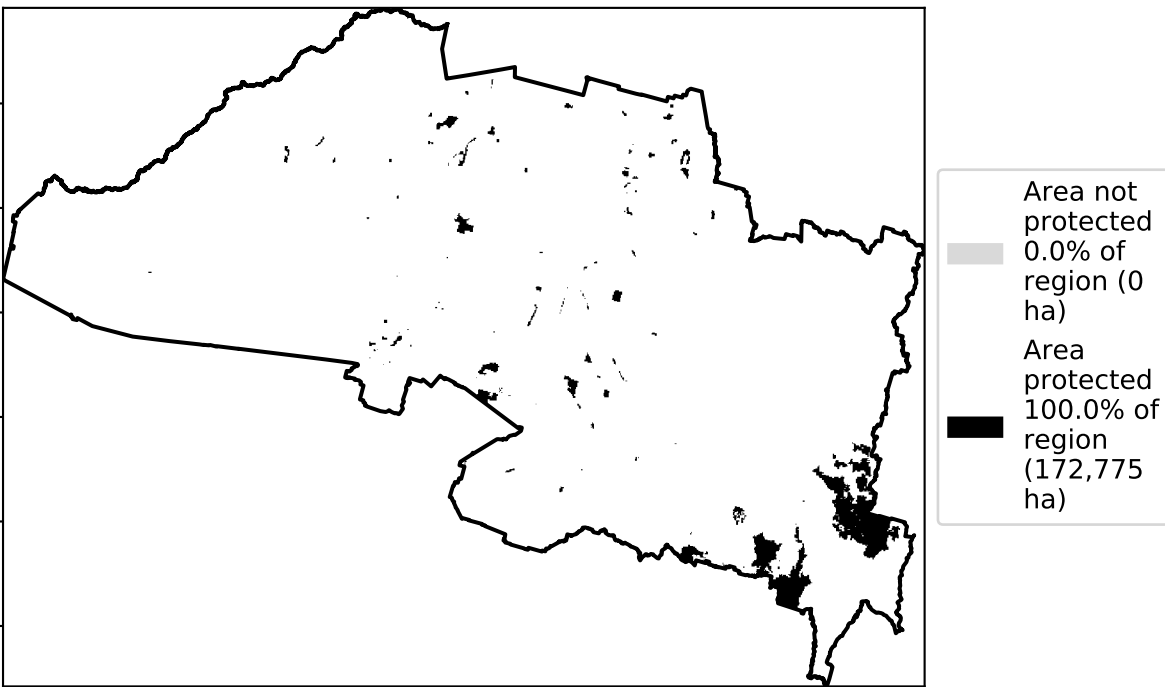 Area not
protected
0.0% of
region (0
ha)
Area
protected
100.0% of
region
(172,775
ha)